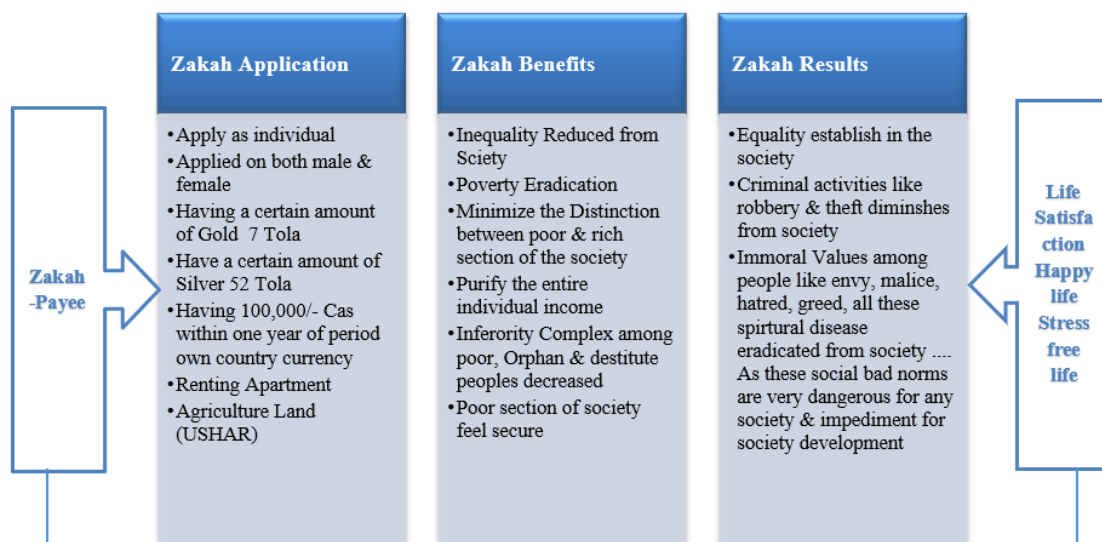 Zakah
-Payee
Zakah Application
•Apply as individual
•Applied on both male &
female
•Having a certain amount
of Gold 7 Tola
•Have a certain amount of
Silver 52 Tola
•Having 100,000/- Cas
within one year of period
own country currency
•Renting Apartment
•Agriculture Land
(USHAR)
Zakah Benefits
•Inequality Reduced from
Sciety
•Poverty Eradication
•Minimize the Distinction
between poor & rich
section of the society
•Purify the entire
individual income
•Inferority Complex among
poor, Orphan & destitute
peoples decreased
•Poor section of society
feel secure
Zakah Results
•Equality establish in the
society
•Criminal activities like
robbery & theft diminshes
from society
•Immoral Values among
people like envy, malice,
hatred, greed, all these
spirtural disease
eradicated from society ....
As these social bad norms
are very dangerous for any
society & impediment for
society development
Life
Satisfa
ction
Happy
life
Stress
free
life